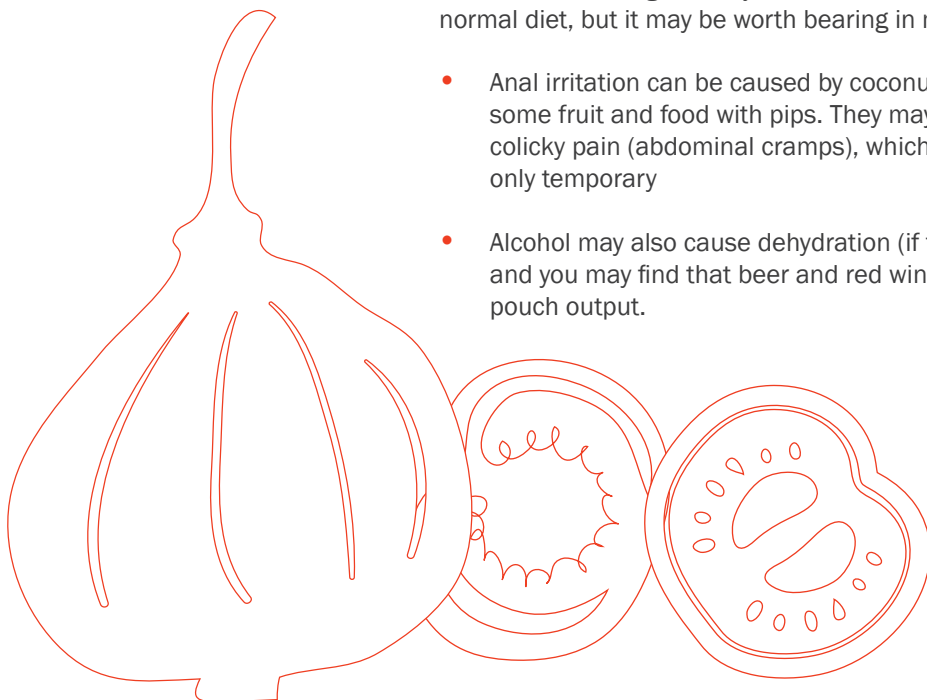 normal diet, but it may be worth bearing in
• Anal irritation can be caused by
some fruit and food with pips. They may
colicky pain (abdominal cramps), which
only temporary
• Alcohol may also cause dehydration (if
and you may find that beer and red
pouch output.